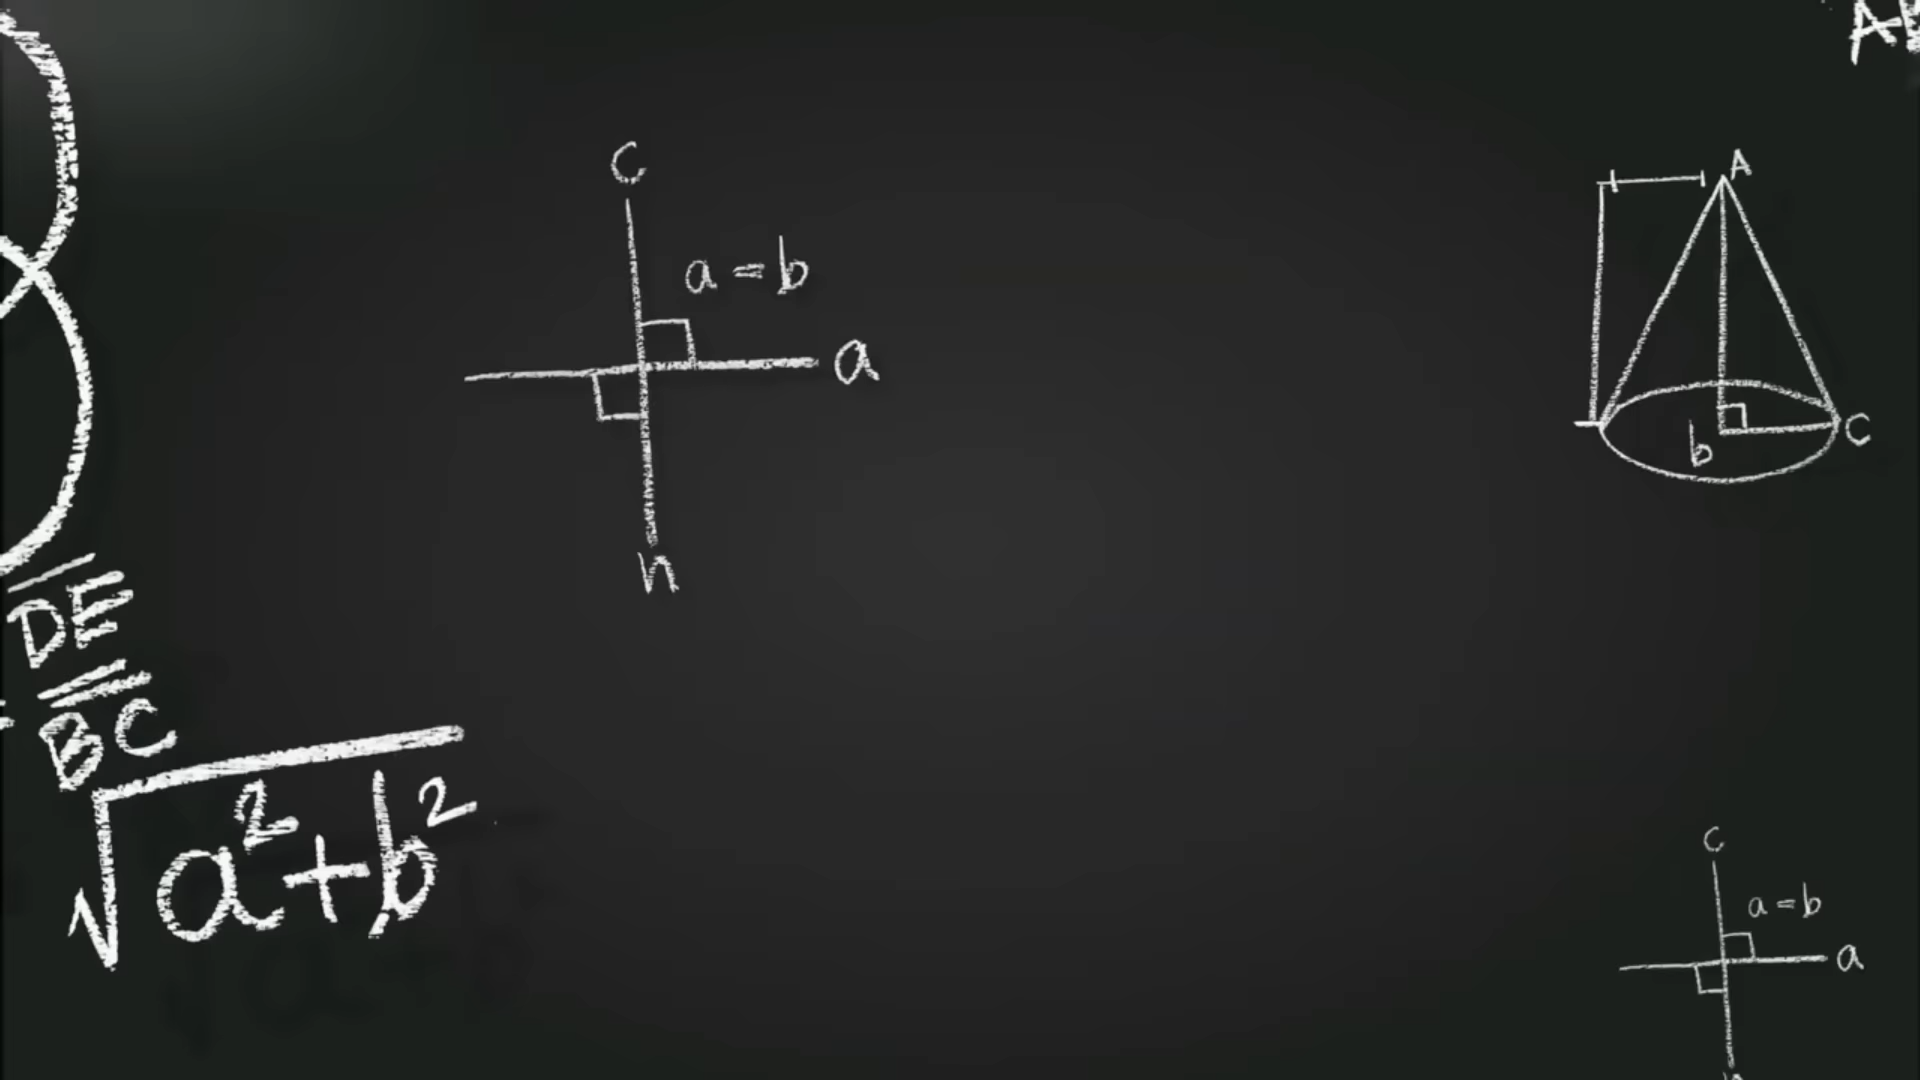 c
a = b
a
n
A
b
C
DE
BC
√a²+b²
c
a = b
a